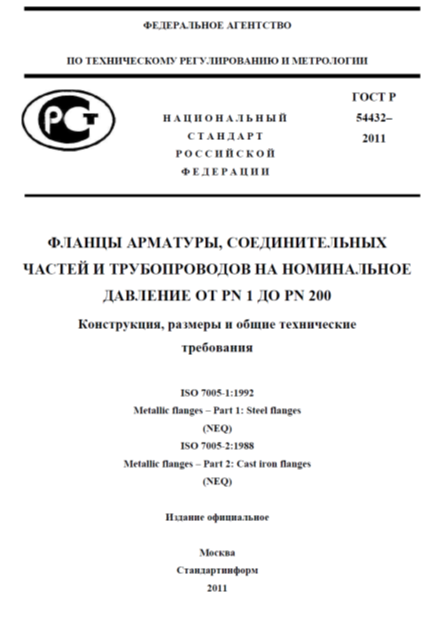 ФЕДЕРАЛЬНОЕ АГЕНТСТВО
ПО ТЕХНИЧЕСКОМУ РЕГУЛИРОВАНИЮ И МЕТРОЛОГИИ
РСТ
НАЦИОНАЛЬНЫЙ
СТАНДАРТ
РОССИЙСКОЙ
ФЕДЕРАЦИИ
ГОСТ Р
54432–
2011
ФЛАНЦЫ АРМАТУРЫ, СОЕДИНИТЕЛЬНЫХ
ЧАСТЕЙ И ТРУБОПРОВОДОВ НА НОМИНАЛЬНОЕ
ДАВЛЕНИЕ ОТ PN 1 ДО PN 200
Конструкция, размеры и общие технические
требования
ISO 7005-1:1992
Metallic flanges – Part 1: Steel flanges
(NEQ)
ISO 7005-2:1988
Metallic flanges – Part 2: Cast iron flanges
(NEQ)
Издание официальное
Москва
Стандартинформ
2011